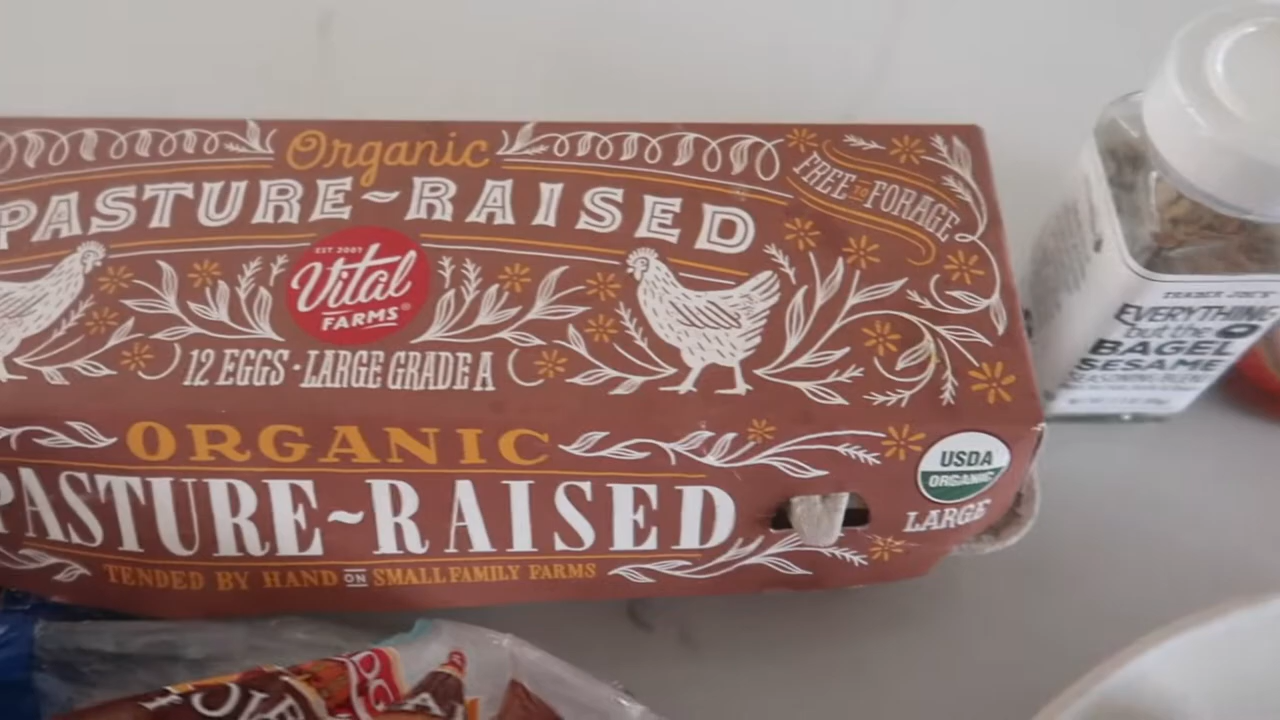 Organic
PASTURE~RAISED
FREE TO FORAGE
EST 2007
Vital
FARMS®
12 EGGS · LARGE GRADE A
ORGANIC
PASTURE~RAISED
TENDED BY HAND ON SMALL FAMILY FARMS
USDA
ORGANIC
LARGE
TRADER JOE'S
EVERYTHING
but the
BAGEL
SESAME